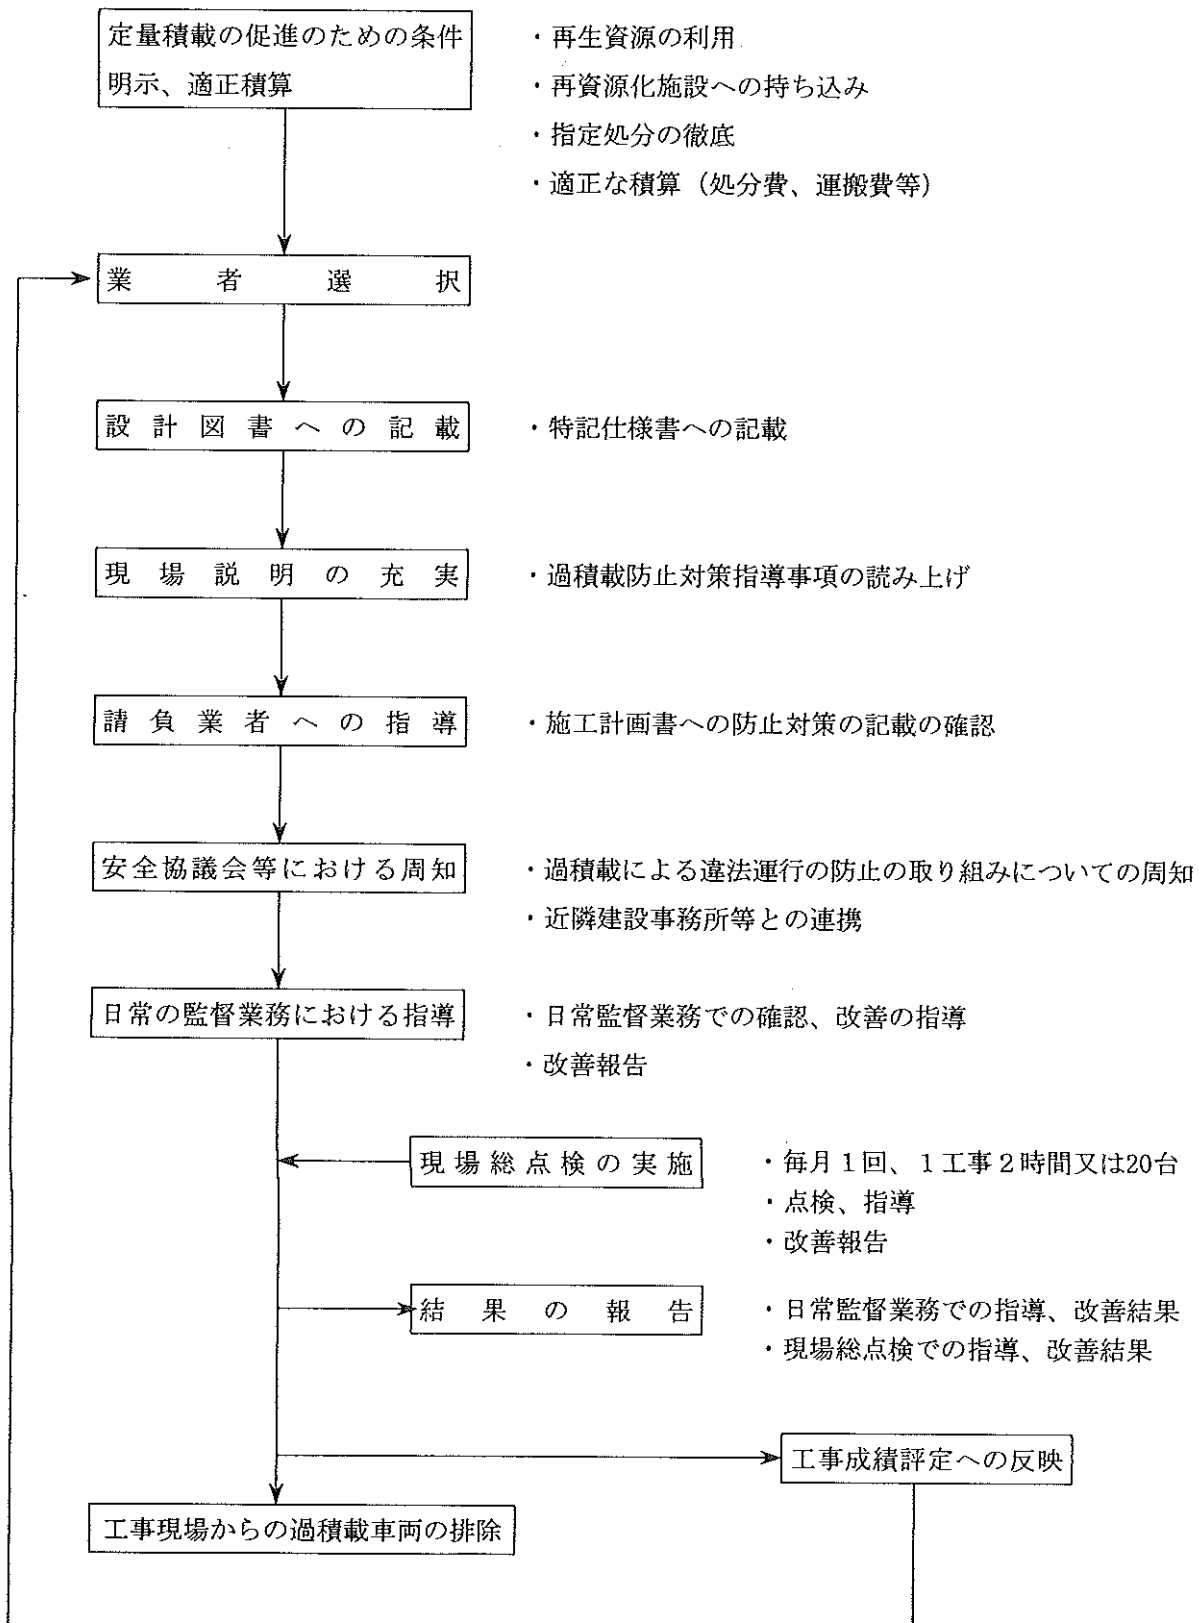 定量積載の促進のための条件
明示、適正積算
・再生資源の利用
・再資源化施設への持ち込み
・指定処分の徹底
・適正な積算（処分費、運搬費等）
業者選択
設計図書への記載
・特記仕様書への記載
現場説明の充実
・過積載防止対策指導事項の読み上げ
請負業者への指導
・施工計画書への防止対策の記載の確認
安全協議会等における周知
・過積載による違法運行の防止の取り組みについての周知
・近隣建設事務所等との連携
日常の監督業務における指導
・日常監督業務での確認、改善の指導
・改善報告
現場総点検の実施
・毎月１回、１工事２時間又は20台
・点検、指導
・改善報告
結果の報告
・日常監督業務での指導、改善結果
・現場総点検での指導、改善結果
工事成績評定への反映
工事現場からの過積載車両の排除